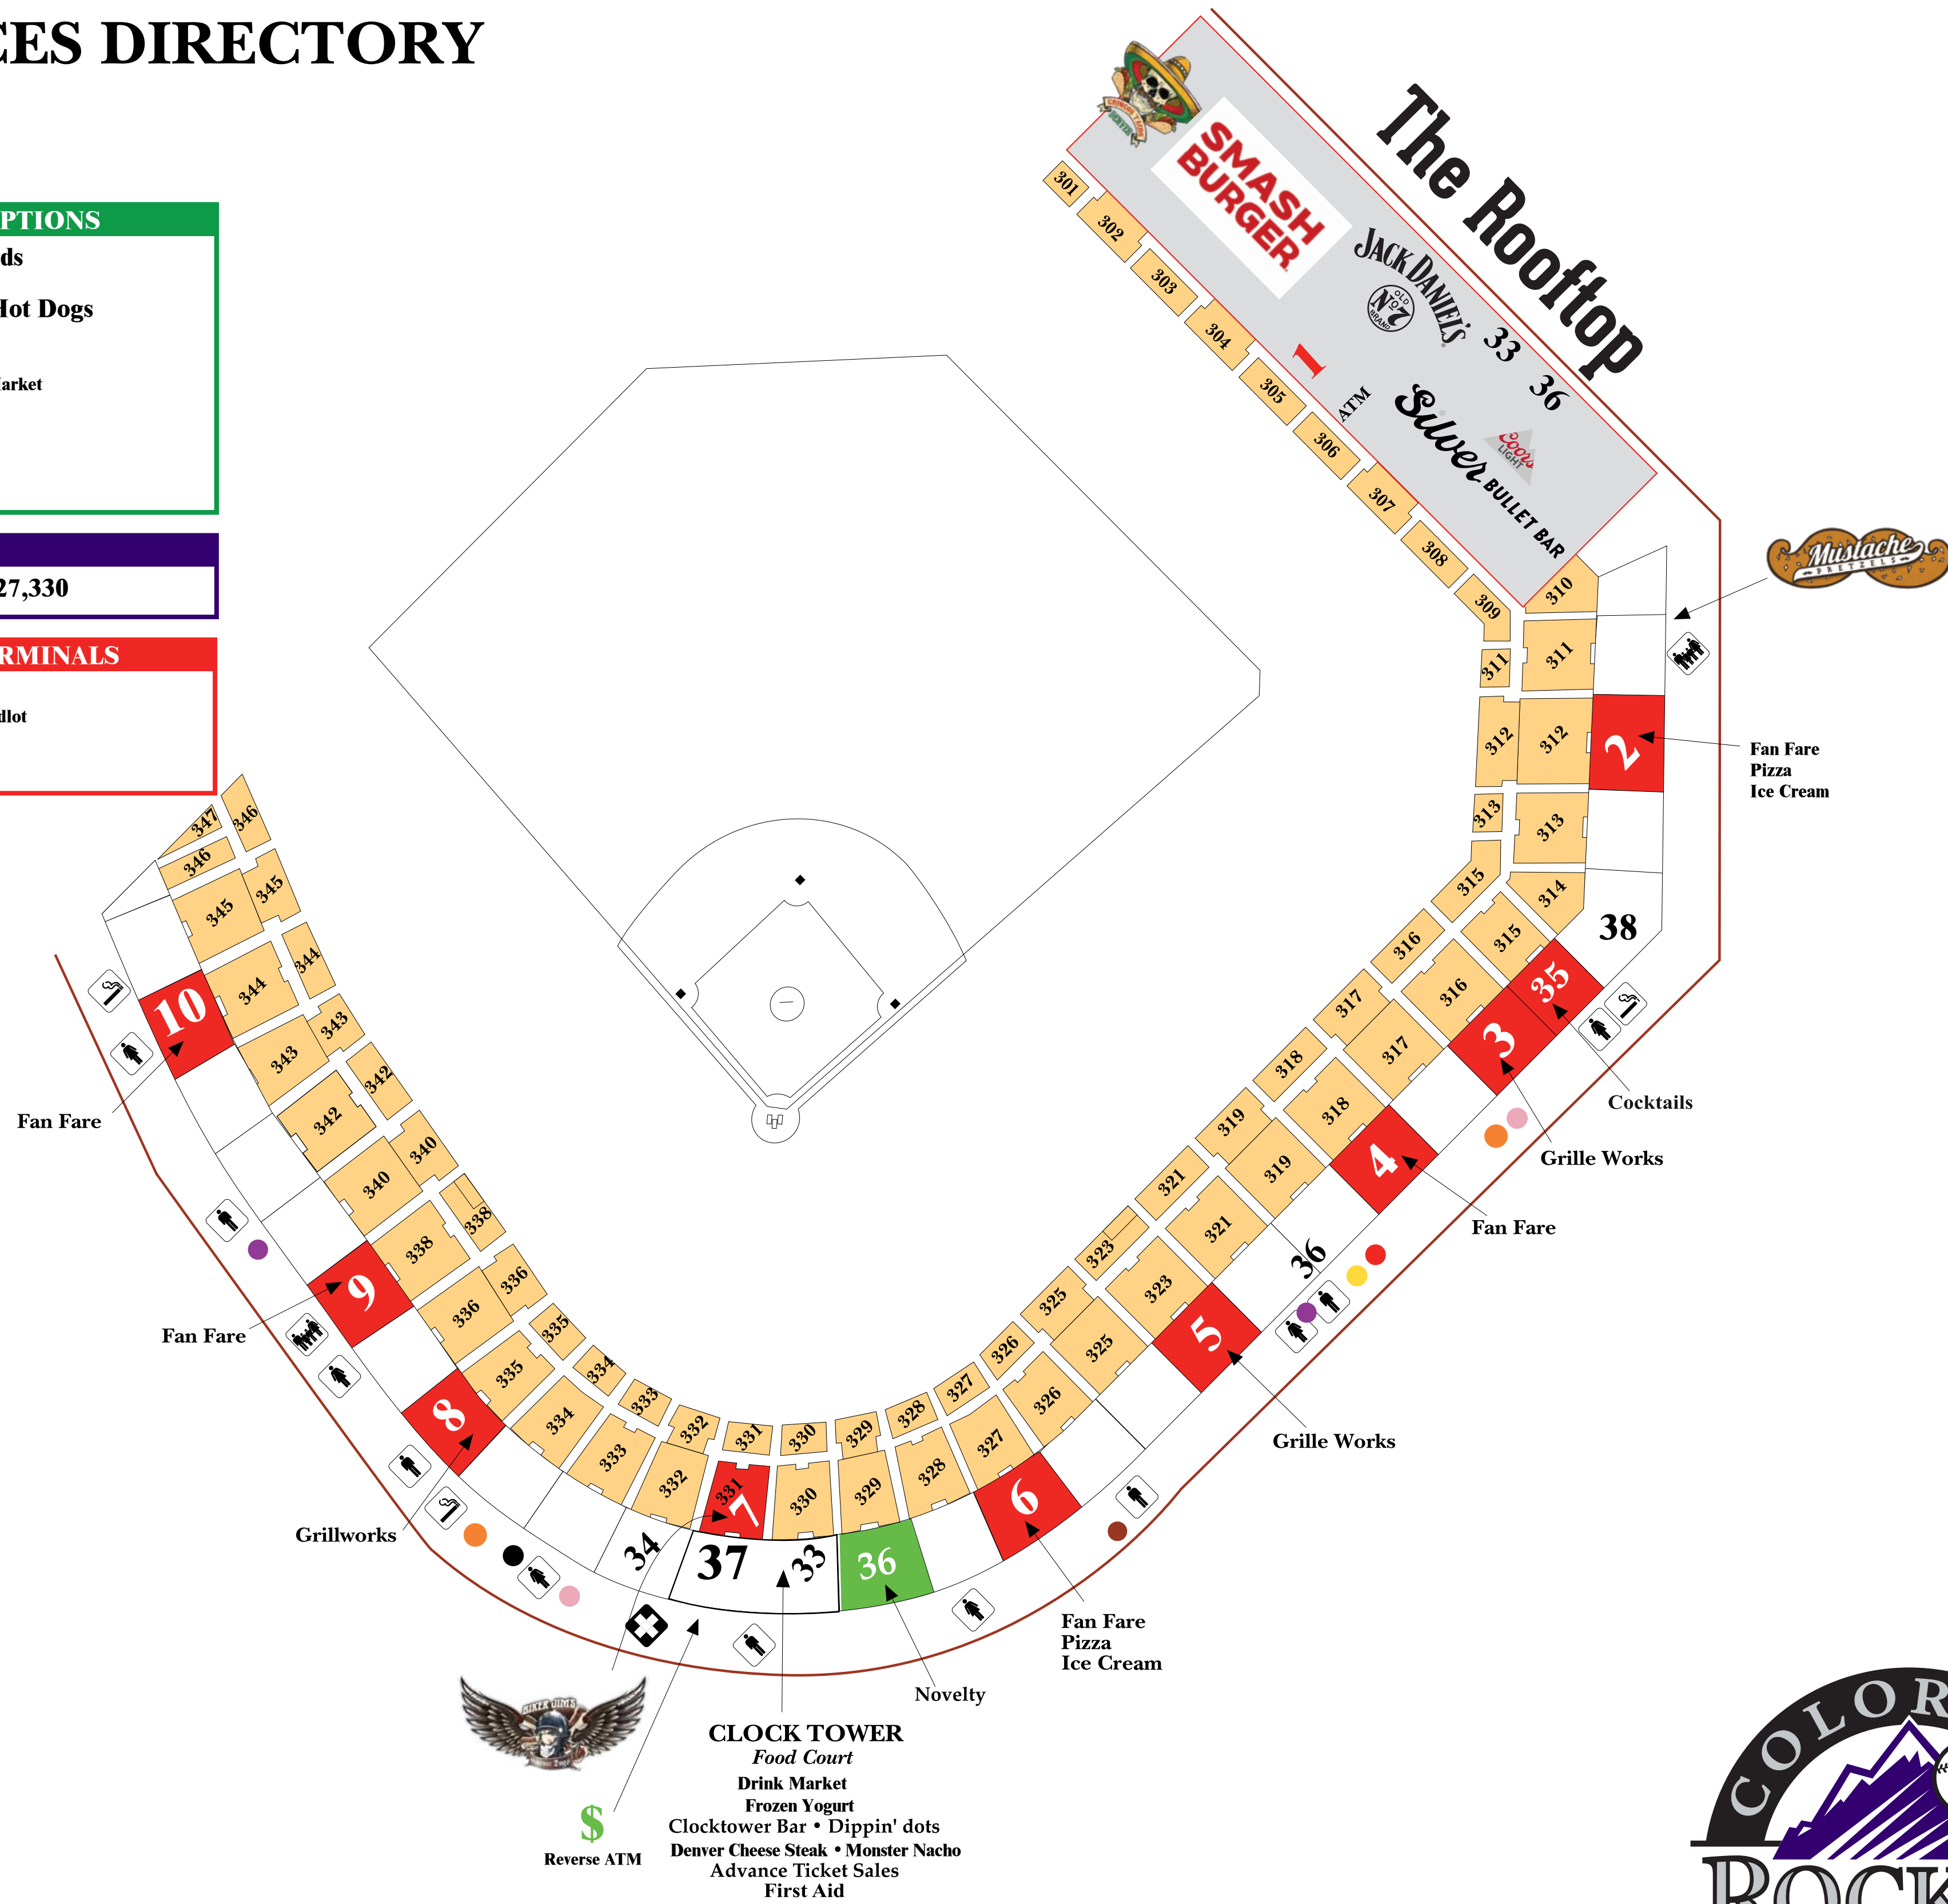 CES DIRECTORY
PTIONS
ds
Hot Dogs
Market
27,330
RMINALS
dlot
The Rooftop
SMASH
BURGER
JACK DANIEL'S
OLD
No. 7
BRAND
33
36
1
ATM
Silver
BULLET BAR
Coors
LIGHT
301
302
303
304
305
306
307
308
309
310
311
311
312
312
313
313
314
315
315
316
316
317
317
318
318
319
319
321
321
323
323
325
325
326
326
327
327
328
328
329
329
330
330
331
331
332
332
333
333
334
334
335
335
336
336
338
338
340
340
342
342
343
343
344
344
345
345
346
346
347
Mustache
PRETZELS
2
Fan Fare
Pizza
Ice Cream
38
35
Cocktails
3
Grille Works
4
Fan Fare
36
5
Grille Works
6
Fan Fare
Pizza
Ice Cream
36
Novelty
33
37
34
7
8
Grillworks
9
Fan Fare
10
Fan Fare
BIKER JIM'S
$
Reverse ATM
CLOCK TOWER
Food Court
Drink Market
Frozen Yogurt
Clocktower Bar • Dippin' dots
Denver Cheese Steak • Monster Nacho
Advance Ticket Sales
First Aid
COLOR
ROCK